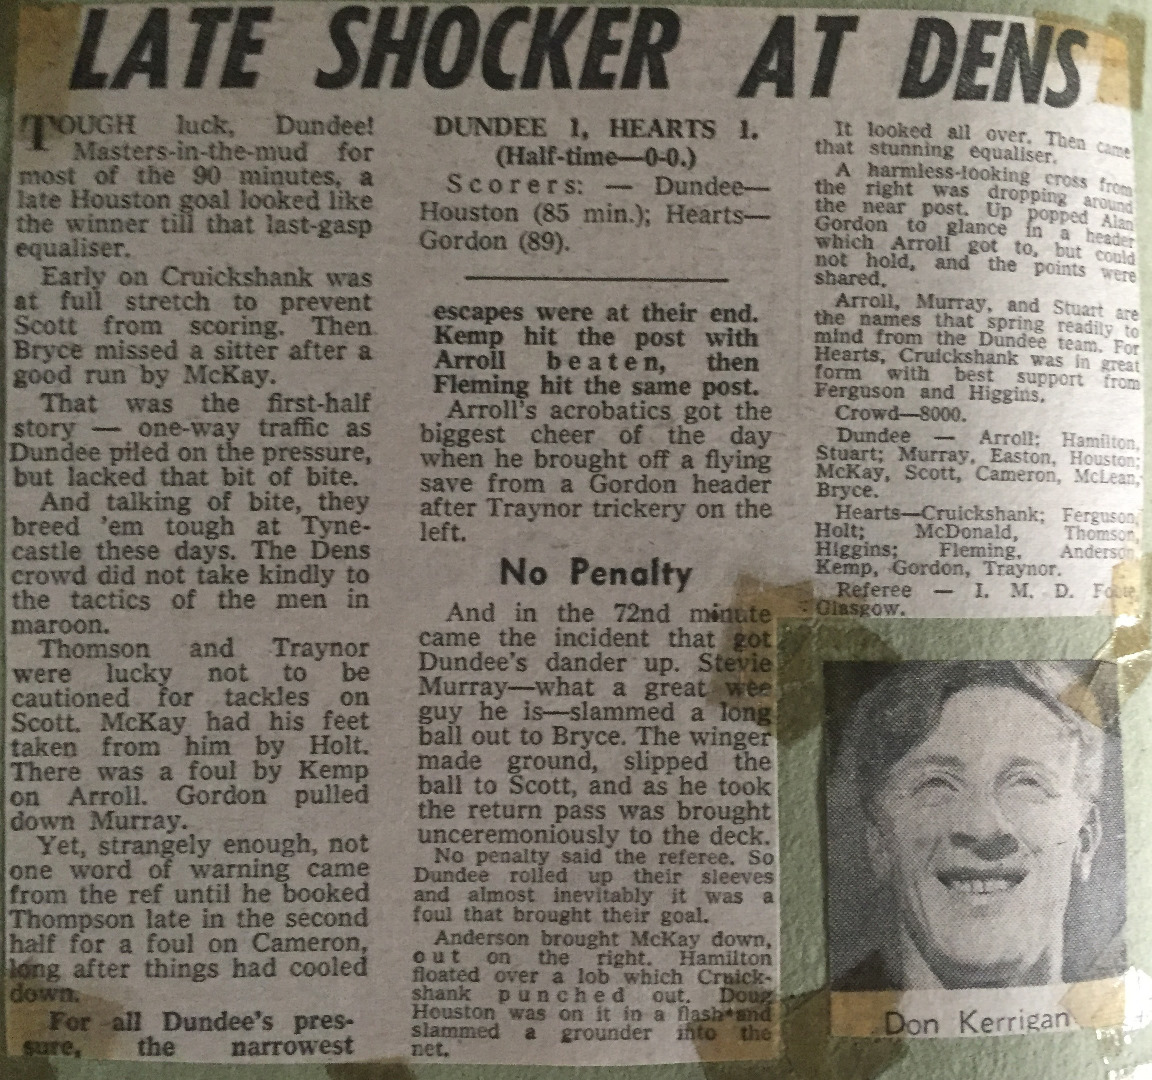 LATE SHOCKER AT DENS
TOUGH luck, Dundee!
Masters-in-the-mud for
most of the 90 minutes, a
late Houston goal looked like
the winner till that last-gasp
equaliser.
Early on Cruickshank was
at full stretch to prevent
Scott from scoring. Then
Bryce missed a sitter after a
good run by McKay.
That was the first-half
story — one-way traffic as
Dundee piled on the pressure,
but lacked that bit of bite.
And talking of bite, they
breed 'em tough at Tyne-
castle these days. The Dens
crowd did not take kindly to
the tactics of the men in
maroon.
Thomson and Traynor
were lucky not to be
cautioned for tackles on
Scott. McKay had his feet
taken from him by Holt.
There was a foul by Kemp
on Arroll. Gordon pulled
down Murray.
Yet, strangely enough, not
one word of warning came
from the ref until he booked
Thompson late in the second
half for a foul on Cameron,
long after things had cooled
down.
For all Dundee's pres-
sure, the narrowest
DUNDEE 1, HEARTS 1.
(Half-time—0-0.)
Scorers: — Dundee—
Houston (85 min.); Hearts—
Gordon (89).
escapes were at their end.
Kemp hit the post with
Arroll beaten, then
Fleming hit the same post.
Arroll's acrobatics got the
biggest cheer of the day
when he brought off a flying
save from a Gordon header
after Traynor trickery on the
left.
No Penalty
And in the 72nd minute
came the incident that got
Dundee's dander up. Stevie
Murray—what a great wee
guy he is—slammed a long
ball out to Bryce. The winger
made ground, slipped the
ball to Scott, and as he took
the return pass was brought
unceremoniously to the deck.
No penalty said the referee. So
Dundee rolled up their sleeves
and almost inevitably it was a
foul that brought their goal.
Anderson brought McKay down,
out on the right. Hamilton
floated over a lob which Cruick-
shank punched out. Doug
Houston was on it in a flash and
slammed a grounder into the
net.
It looked all over. Then came
that stunning equaliser.
A harmless-looking cross from
the right was dropping around
the near post. Up popped Alan
Gordon to glance in a header
which Arroll got to, but could
not hold, and the points were
shared.
Arroll, Murray, and Stuart are
the names that spring readily to
mind from the Dundee team. For
Hearts, Cruickshank was in great
form with best support from
Ferguson and Higgins.
Crowd—8000.
Dundee — Arroll; Hamilton,
Stuart; Murray, Easton, Houston;
McKay, Scott, Cameron, McLean,
Bryce.
Hearts—Cruickshank; Ferguson,
Holt; McDonald, Thomson,
Higgins; Fleming, Anderson
Kemp, Gordon, Traynor.
Referee — I. M. D.
Glasgow.
Don Kerrigan